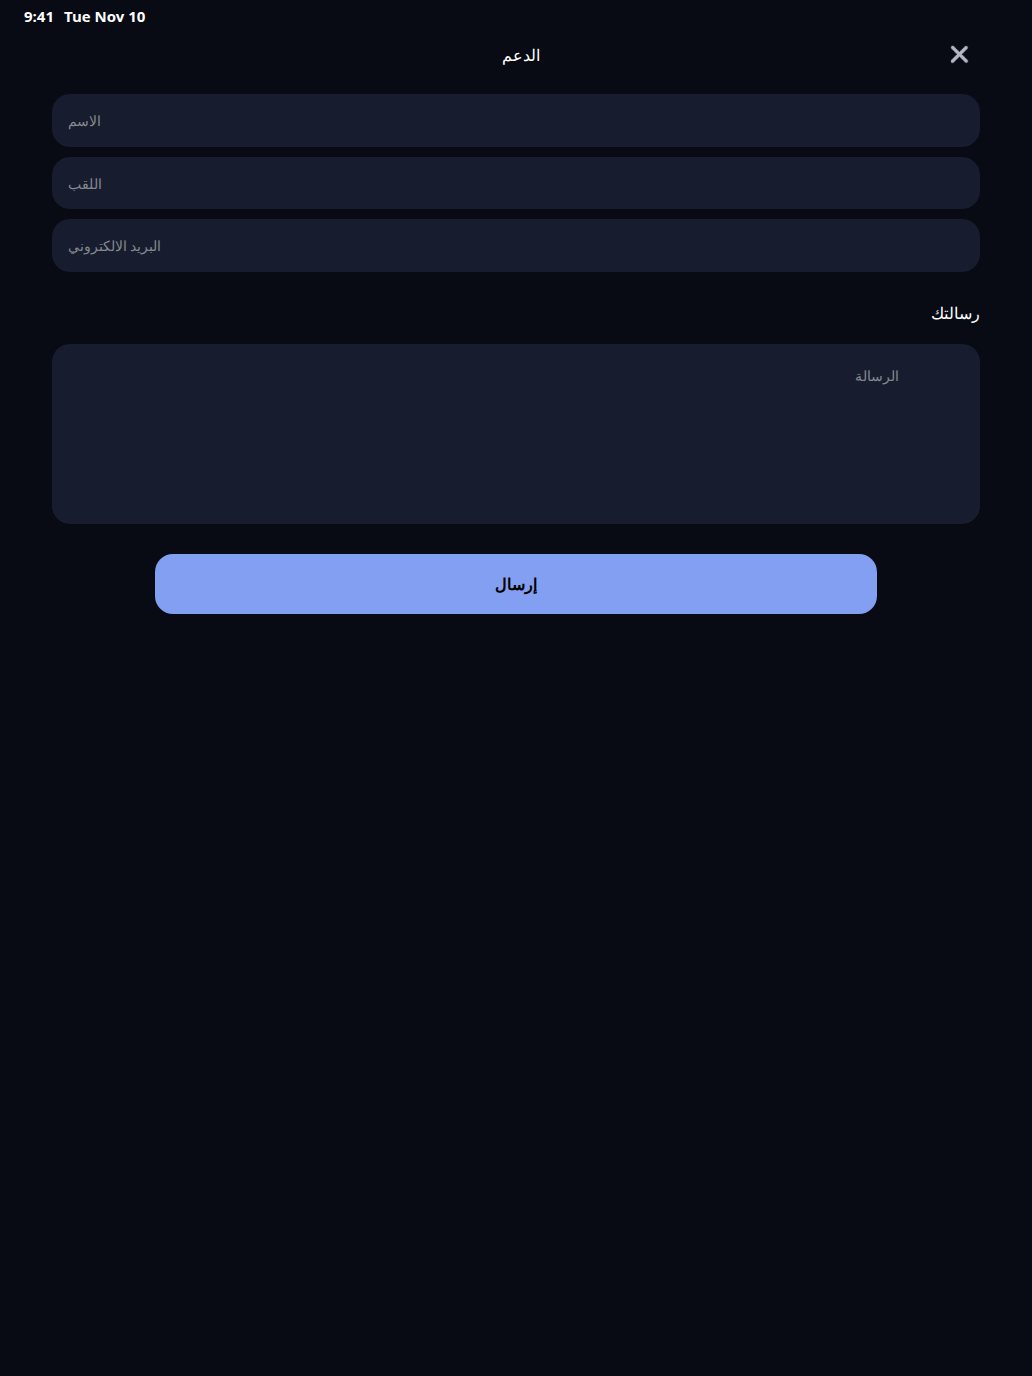 9:41 Tue Nov 10
الدعم
الاسم
اللقب
البريد الالكتروني
رسالتك
الرسالة
إرسال